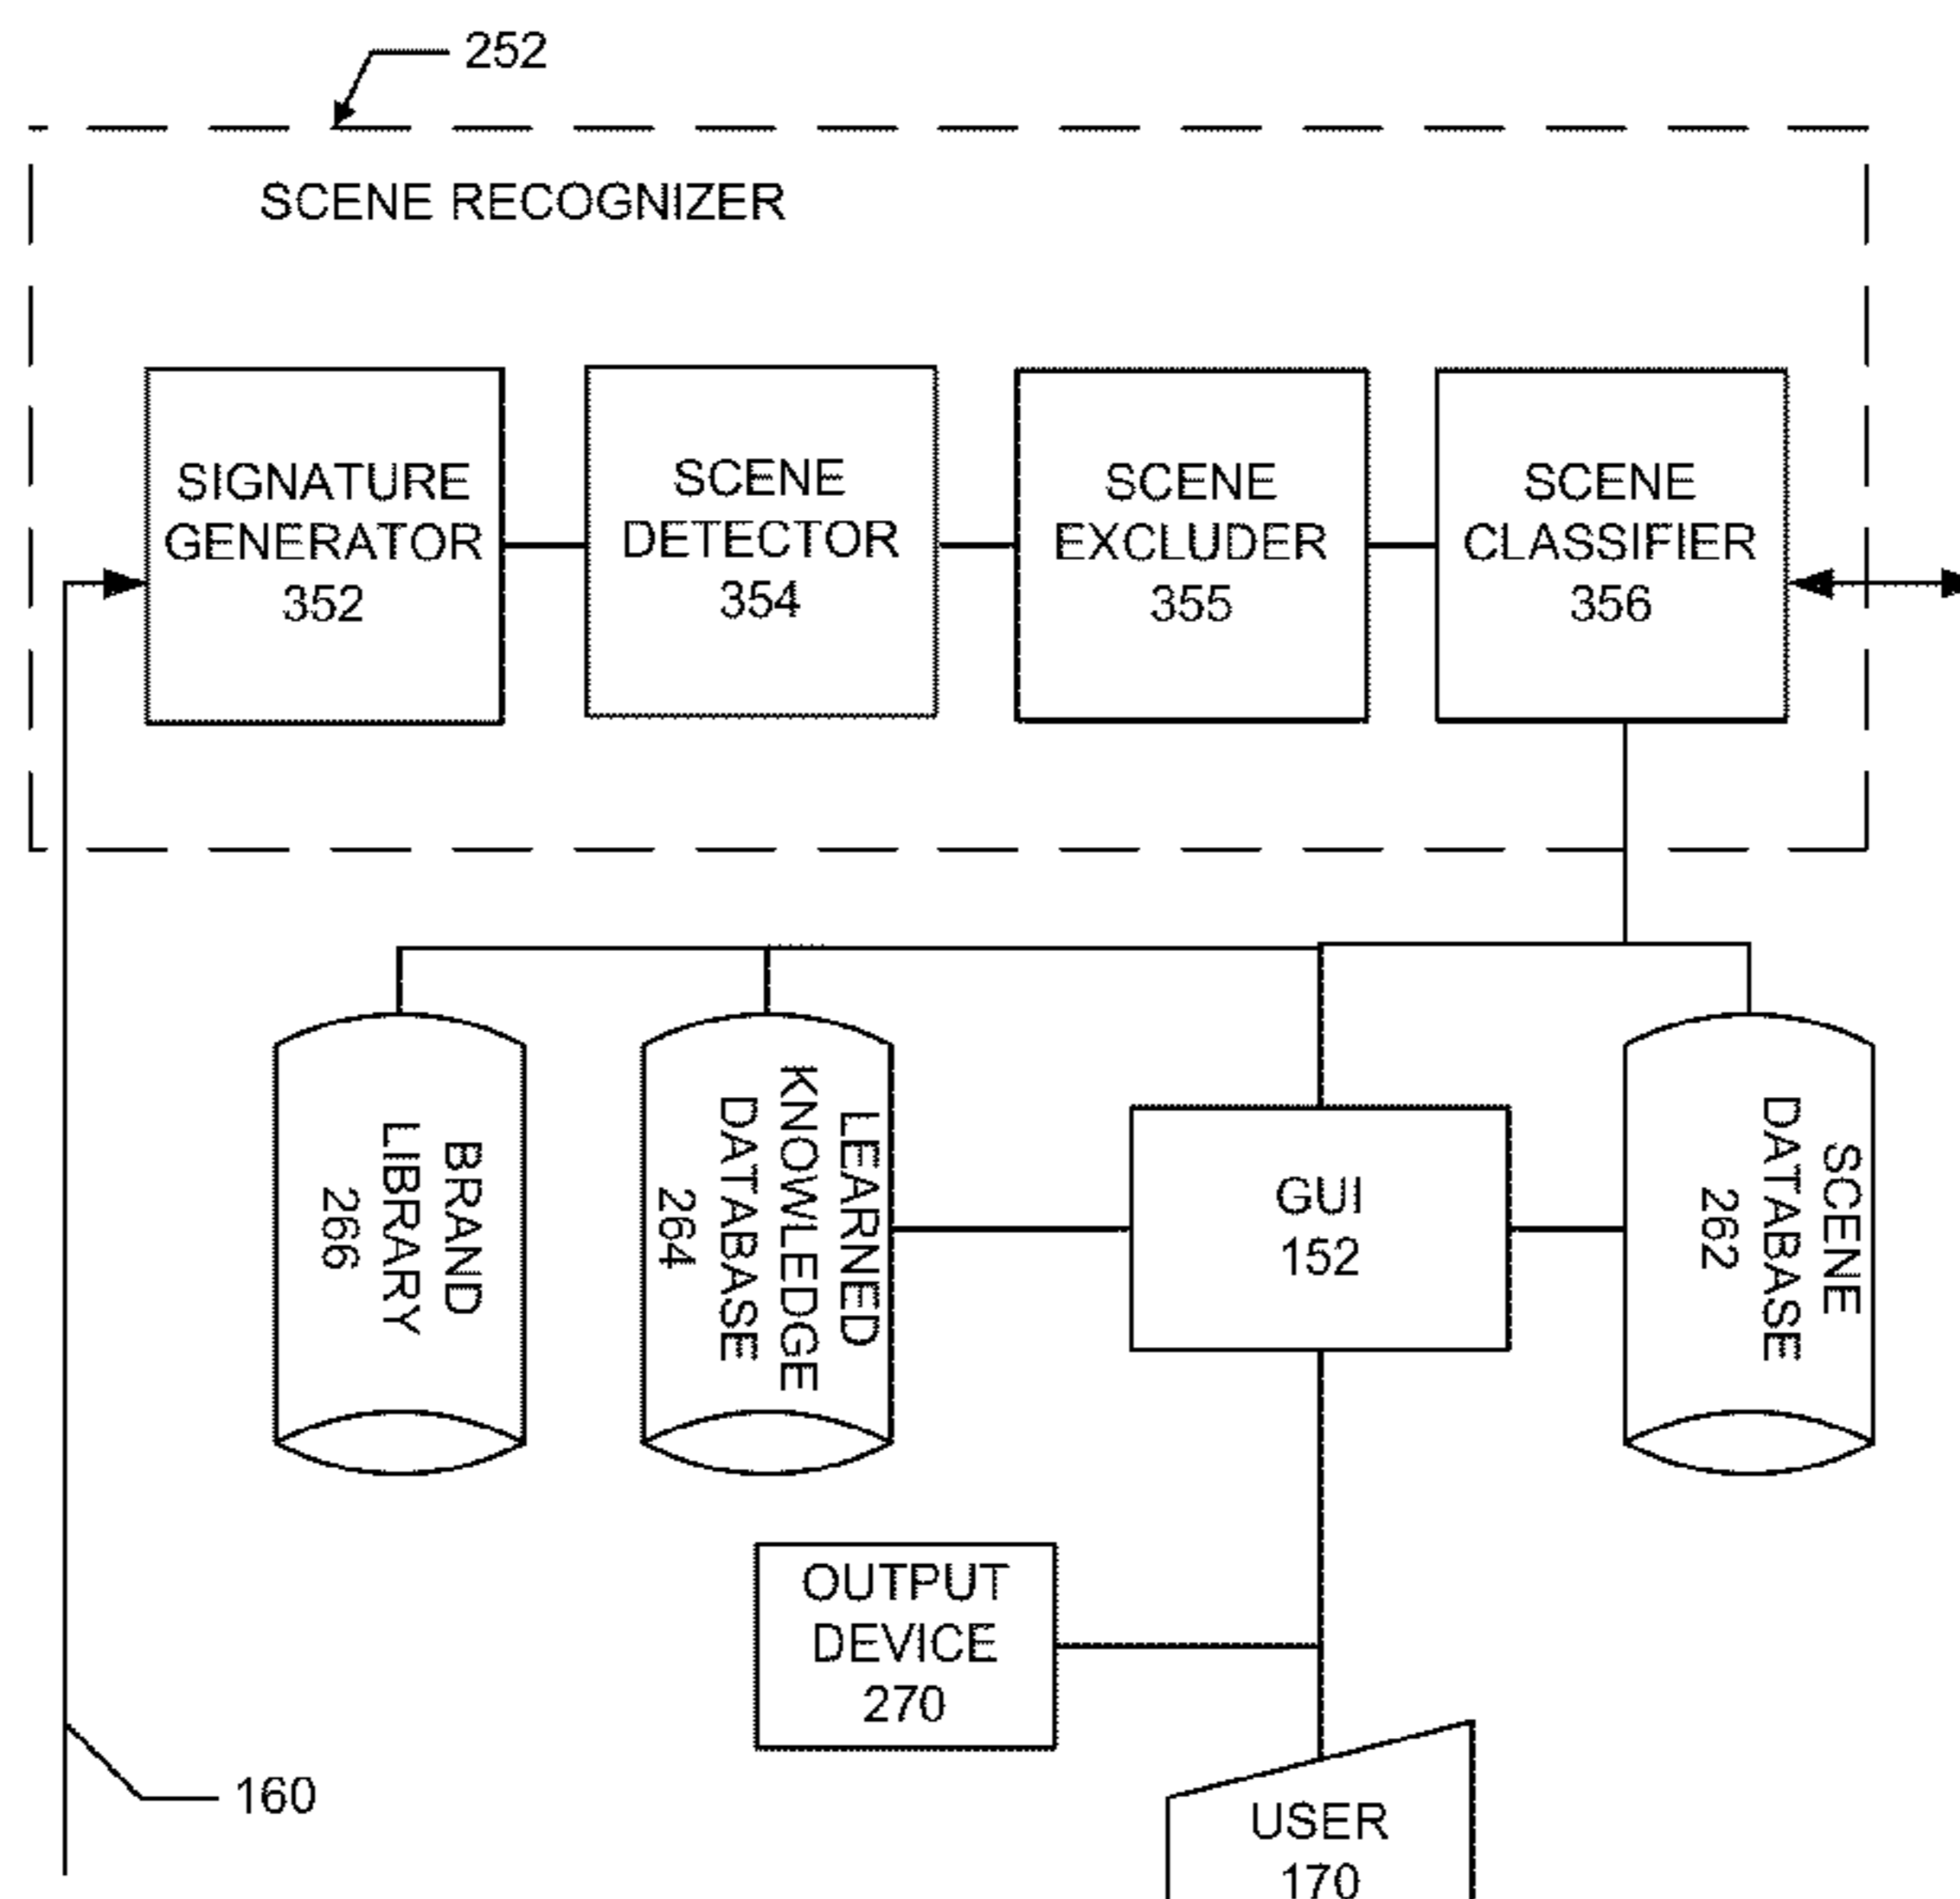 252
SCENE RECOGNIZER
SIGNATURE
GENERATOR
352
SCENE
DETECTOR
354
SCENE
EXCLUDER
355
SCENE
CLASSIFIER
356
BRAND
LIBRARY
266
LEARNED
KNOWLEDGE
DATABASE
264
GUI
152
SCENE
DATABASE
262
OUTPUT
DEVICE
270
160
USER
170